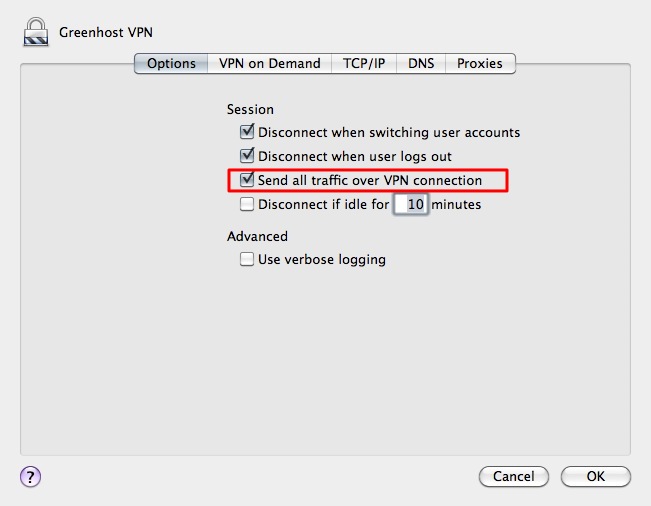 Greenhost VPN
Options VPN on Demand TCP/IP DNS Proxies
Session
Disconnect when switching user accounts
Disconnect when user logs out
Send all traffic over VPN connection
Disconnect if idle for 10 minutes
Advanced
Use verbose logging
? Cancel OK